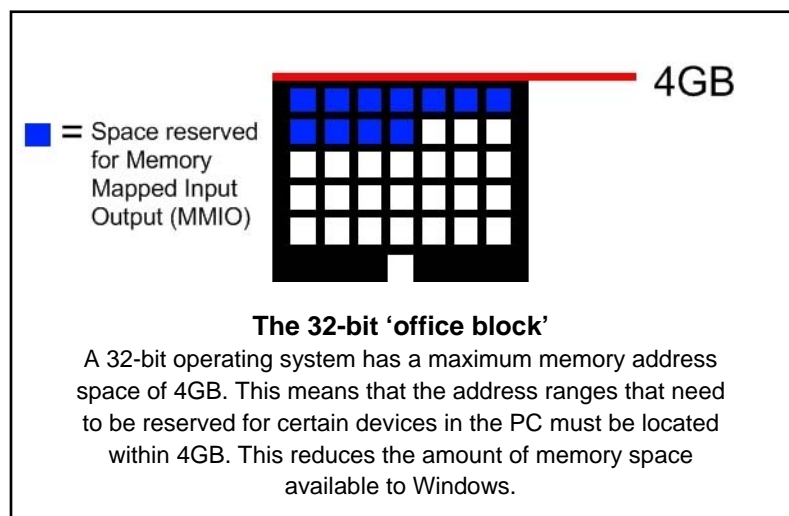 4GB
= Space reserved
for Memory
Mapped Input
Output (MMIO)
The 32-bit ‘office block’
A 32-bit operating system has a maximum memory address
space of 4GB. This means that the address ranges that need
to be reserved for certain devices in the PC must be located
within 4GB. This reduces the amount of memory space
available to Windows.